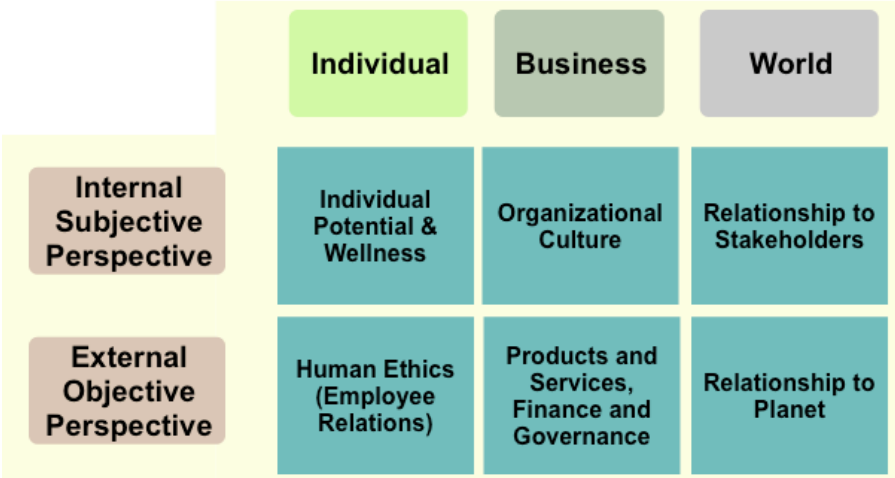 Individual
Business
World
Internal
Subjective
Perspective
Individual
Potential &
Wellness
Organizational
Culture
Relationship to
Stakeholders
External
Objective
Perspective
Human Ethics
(Employee
Relations)
Products and
Services,
Finance and
Governance
Relationship to
Planet